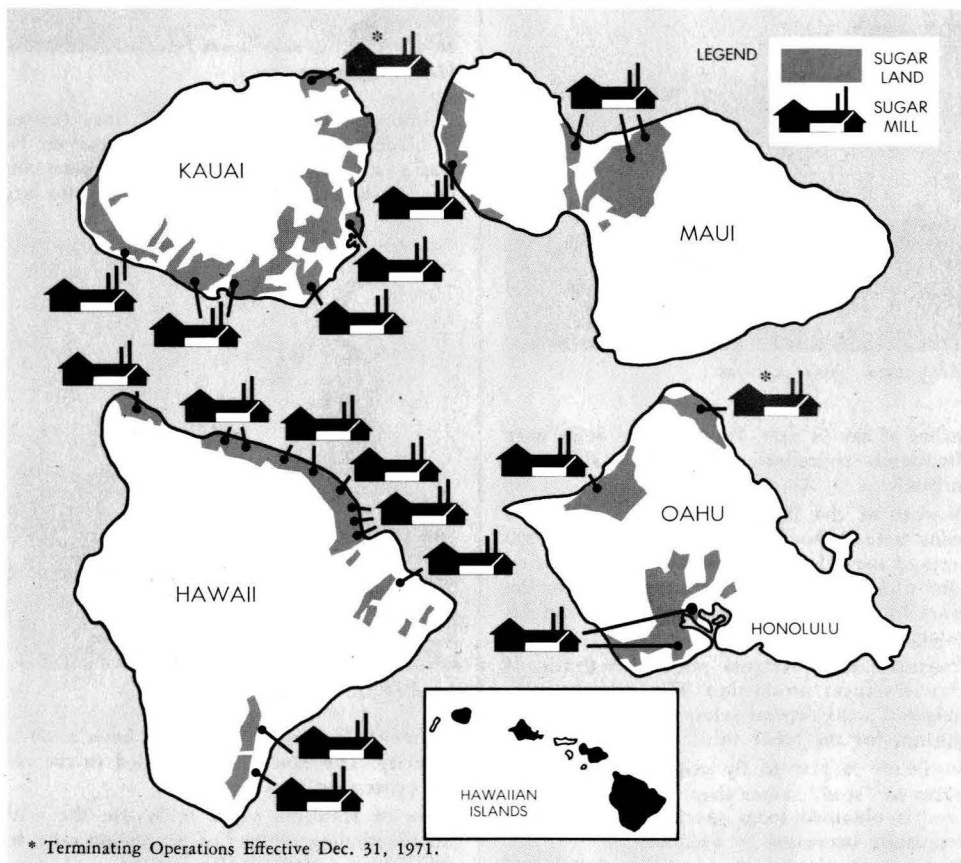 *
LEGEND
SUGAR
LAND
SUGAR
MILL
KAUAI
MAUI
*
OAHU
HAWAII
HONOLULU
HAWAIIAN
ISLANDS
* Terminating Operations Effective Dec. 31, 1971.